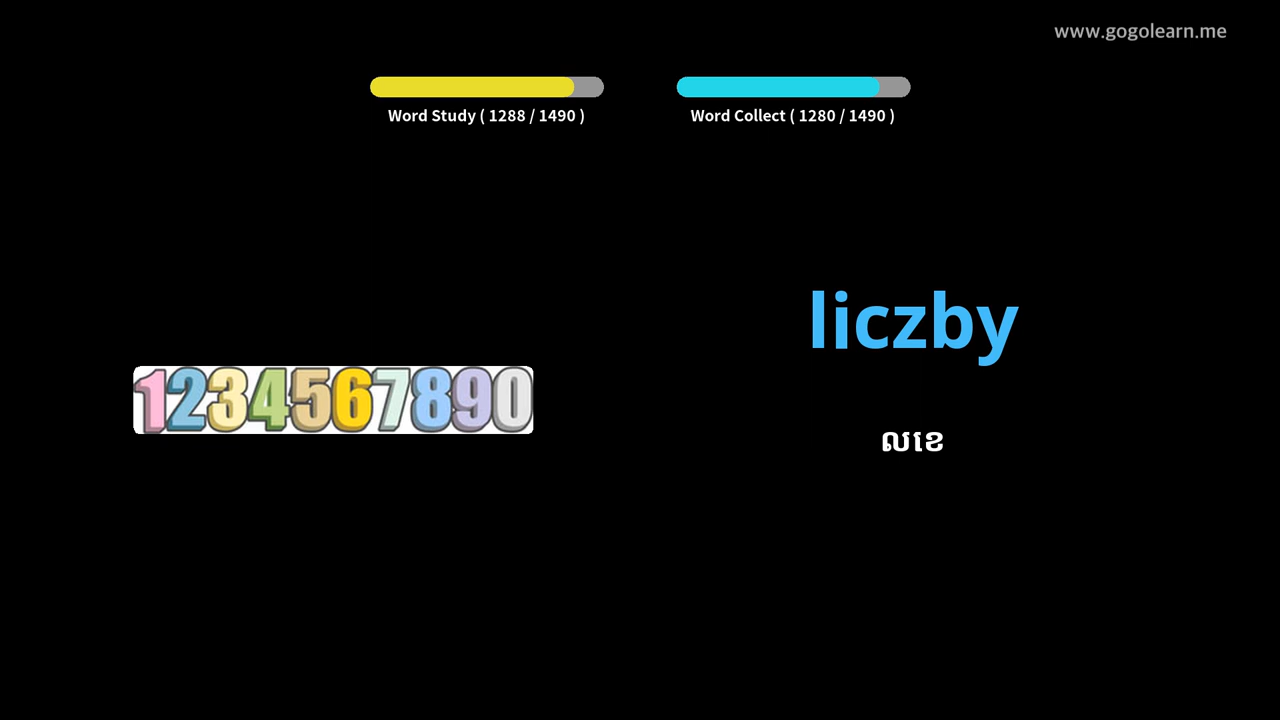 www.gogolearn.me
Word Study ( 1288 / 1490 )
Word Collect ( 1280 / 1490 )
liczby
1234567890
លេខ